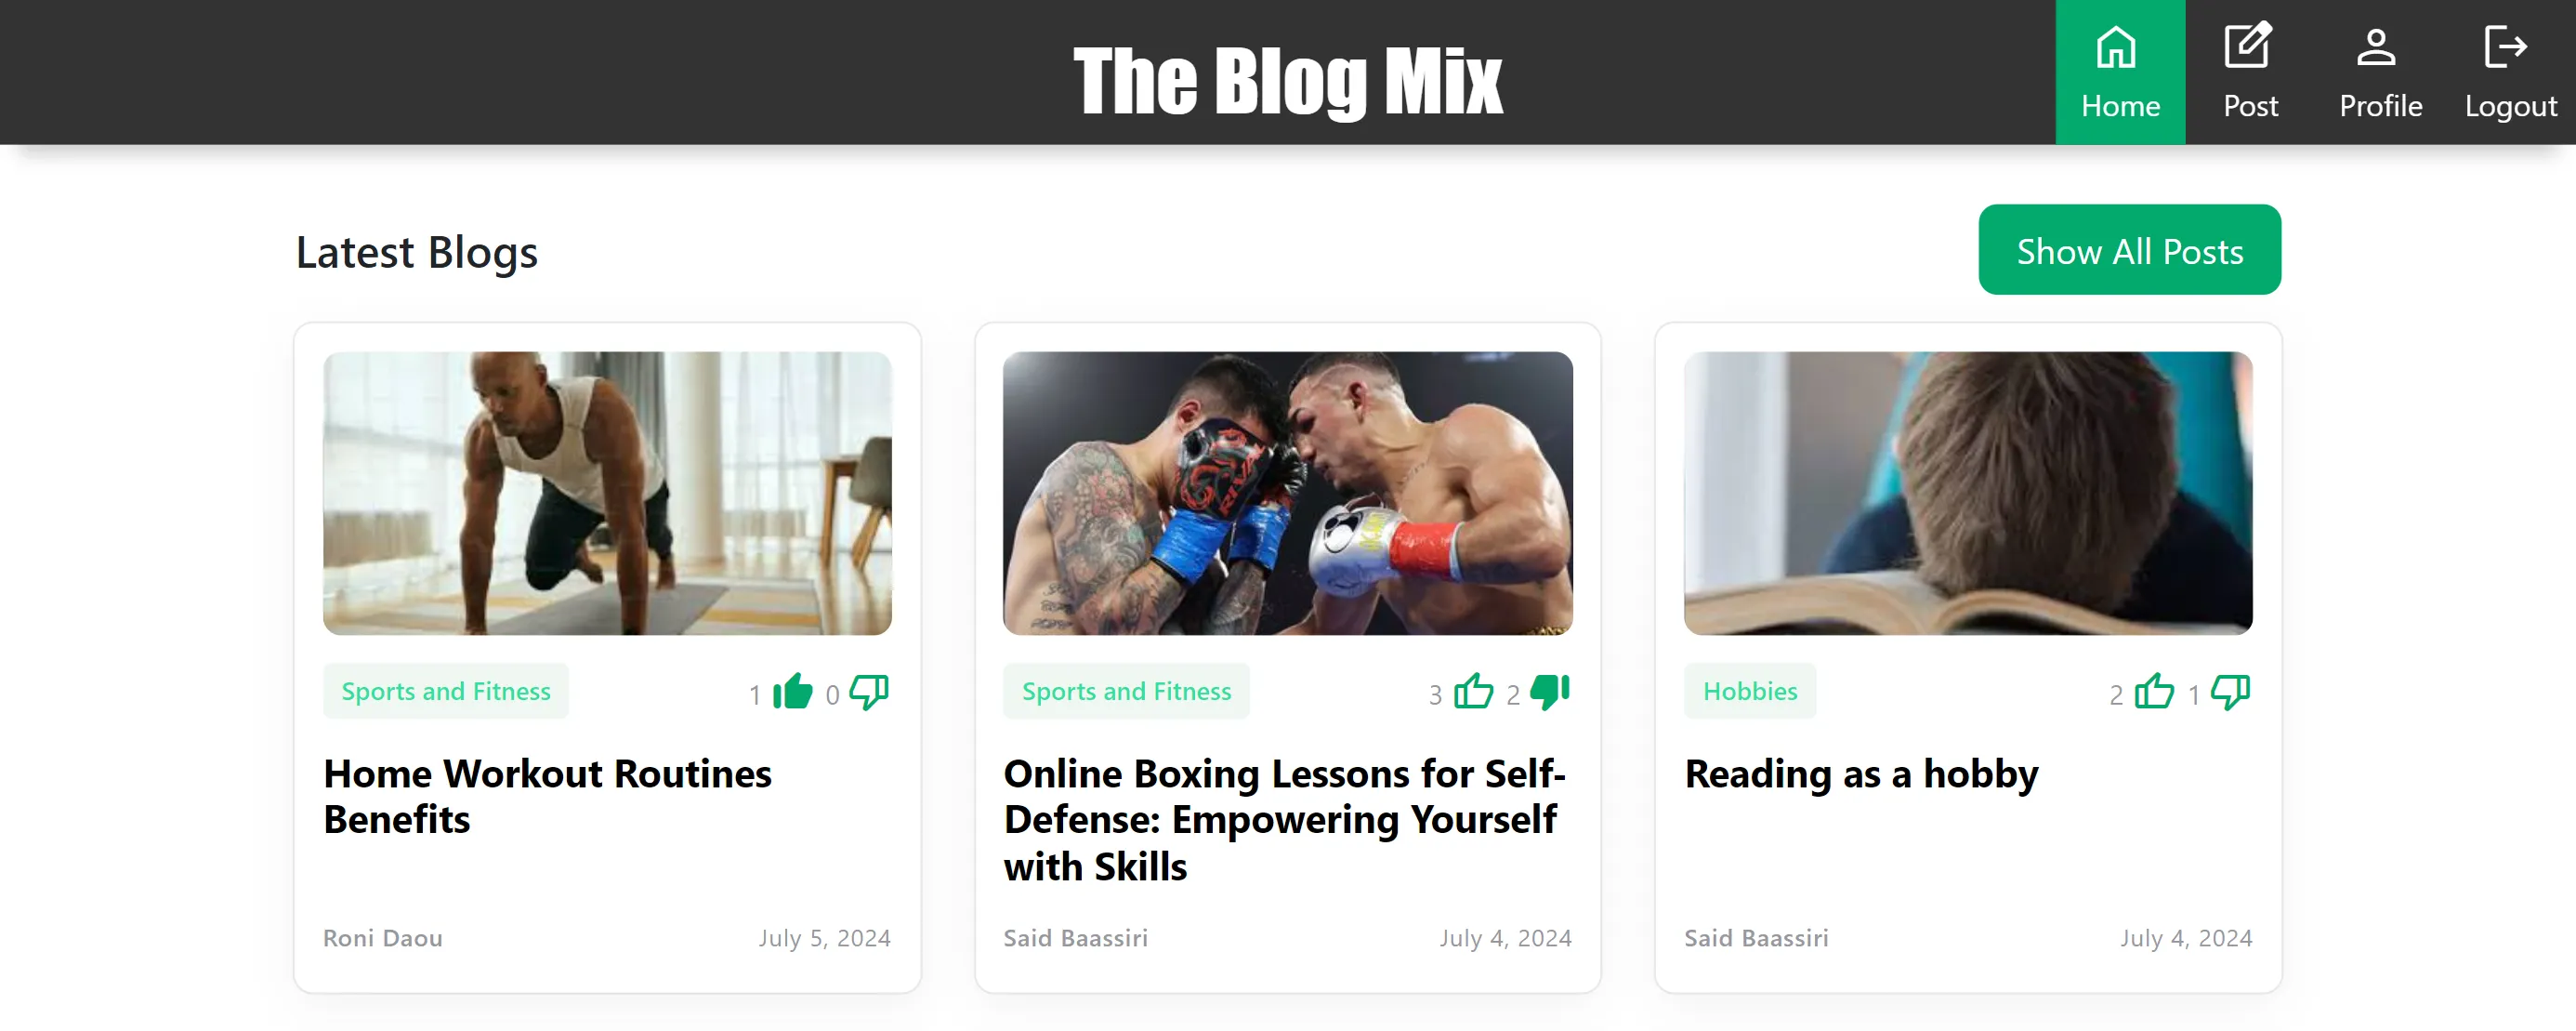 The Blog Mix
Home
Post
Profile
Logout
Latest Blogs
Show All Posts
RIVAL
Sports and Fitness
1
0
Home Workout Routines
Benefits
Roni Daou
July 5, 2024
Sports and Fitness
3
2
Online Boxing Lessons for Self-
Defense: Empowering Yourself
with Skills
Said Baassiri
July 4, 2024
Hobbies
2
1
Reading as a hobby
Said Baassiri
July 4, 2024